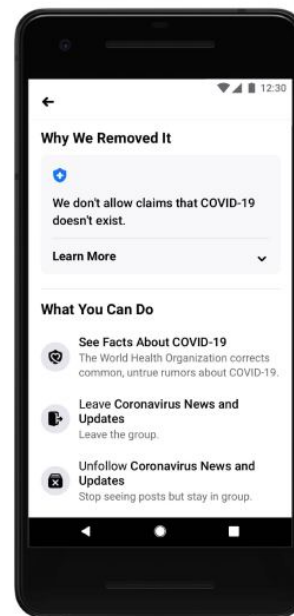 12:30
Why We Removed It
We don't allow claims that COVID-19
doesn't exist.
Learn More
What You Can Do
See Facts About COVID-19
The World Health Organization corrects
common, untrue rumors about COVID-19.
Leave Coronavirus News and
Updates
Leave the group.
Unfollow Coronavirus News and
Updates
Stop seeing posts but stay in group.